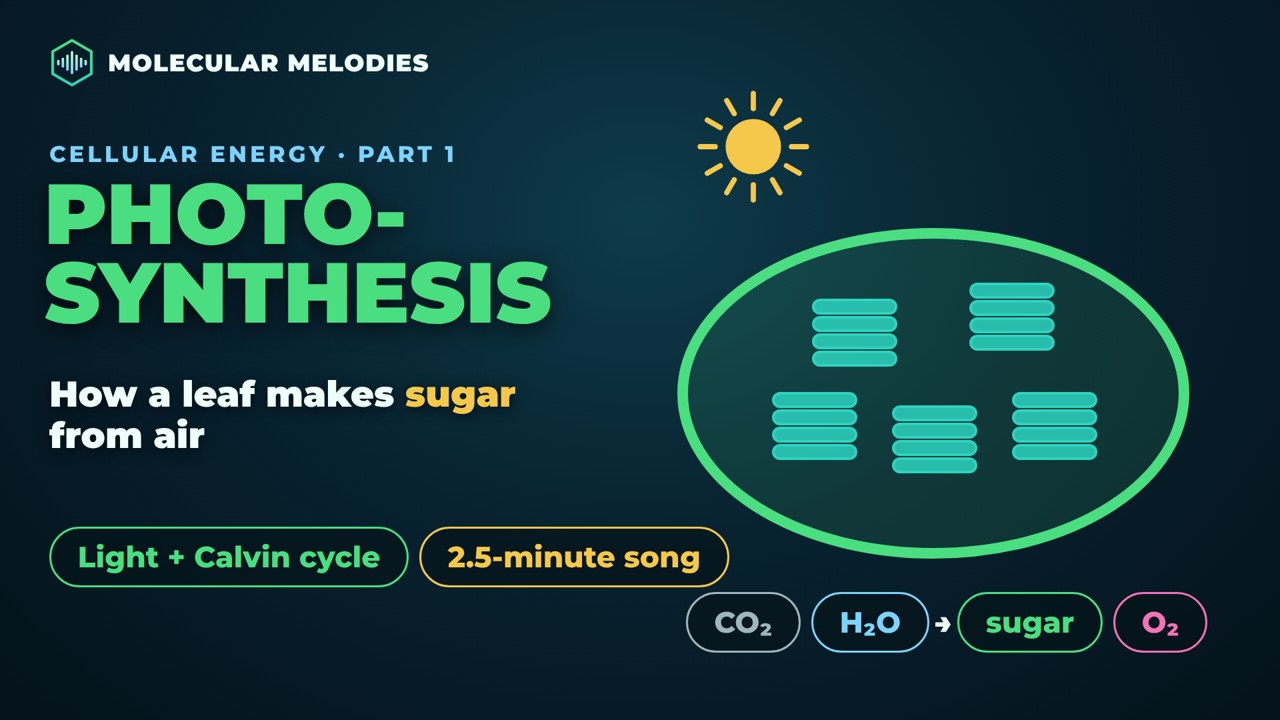 MOLECULAR MELODIES
CELLULAR ENERGY · PART 1
PHOTO-
SYNTHESIS
How a leaf makes sugar
from air
Light + Calvin cycle
2.5-minute song
CO₂ H₂O → sugar O₂